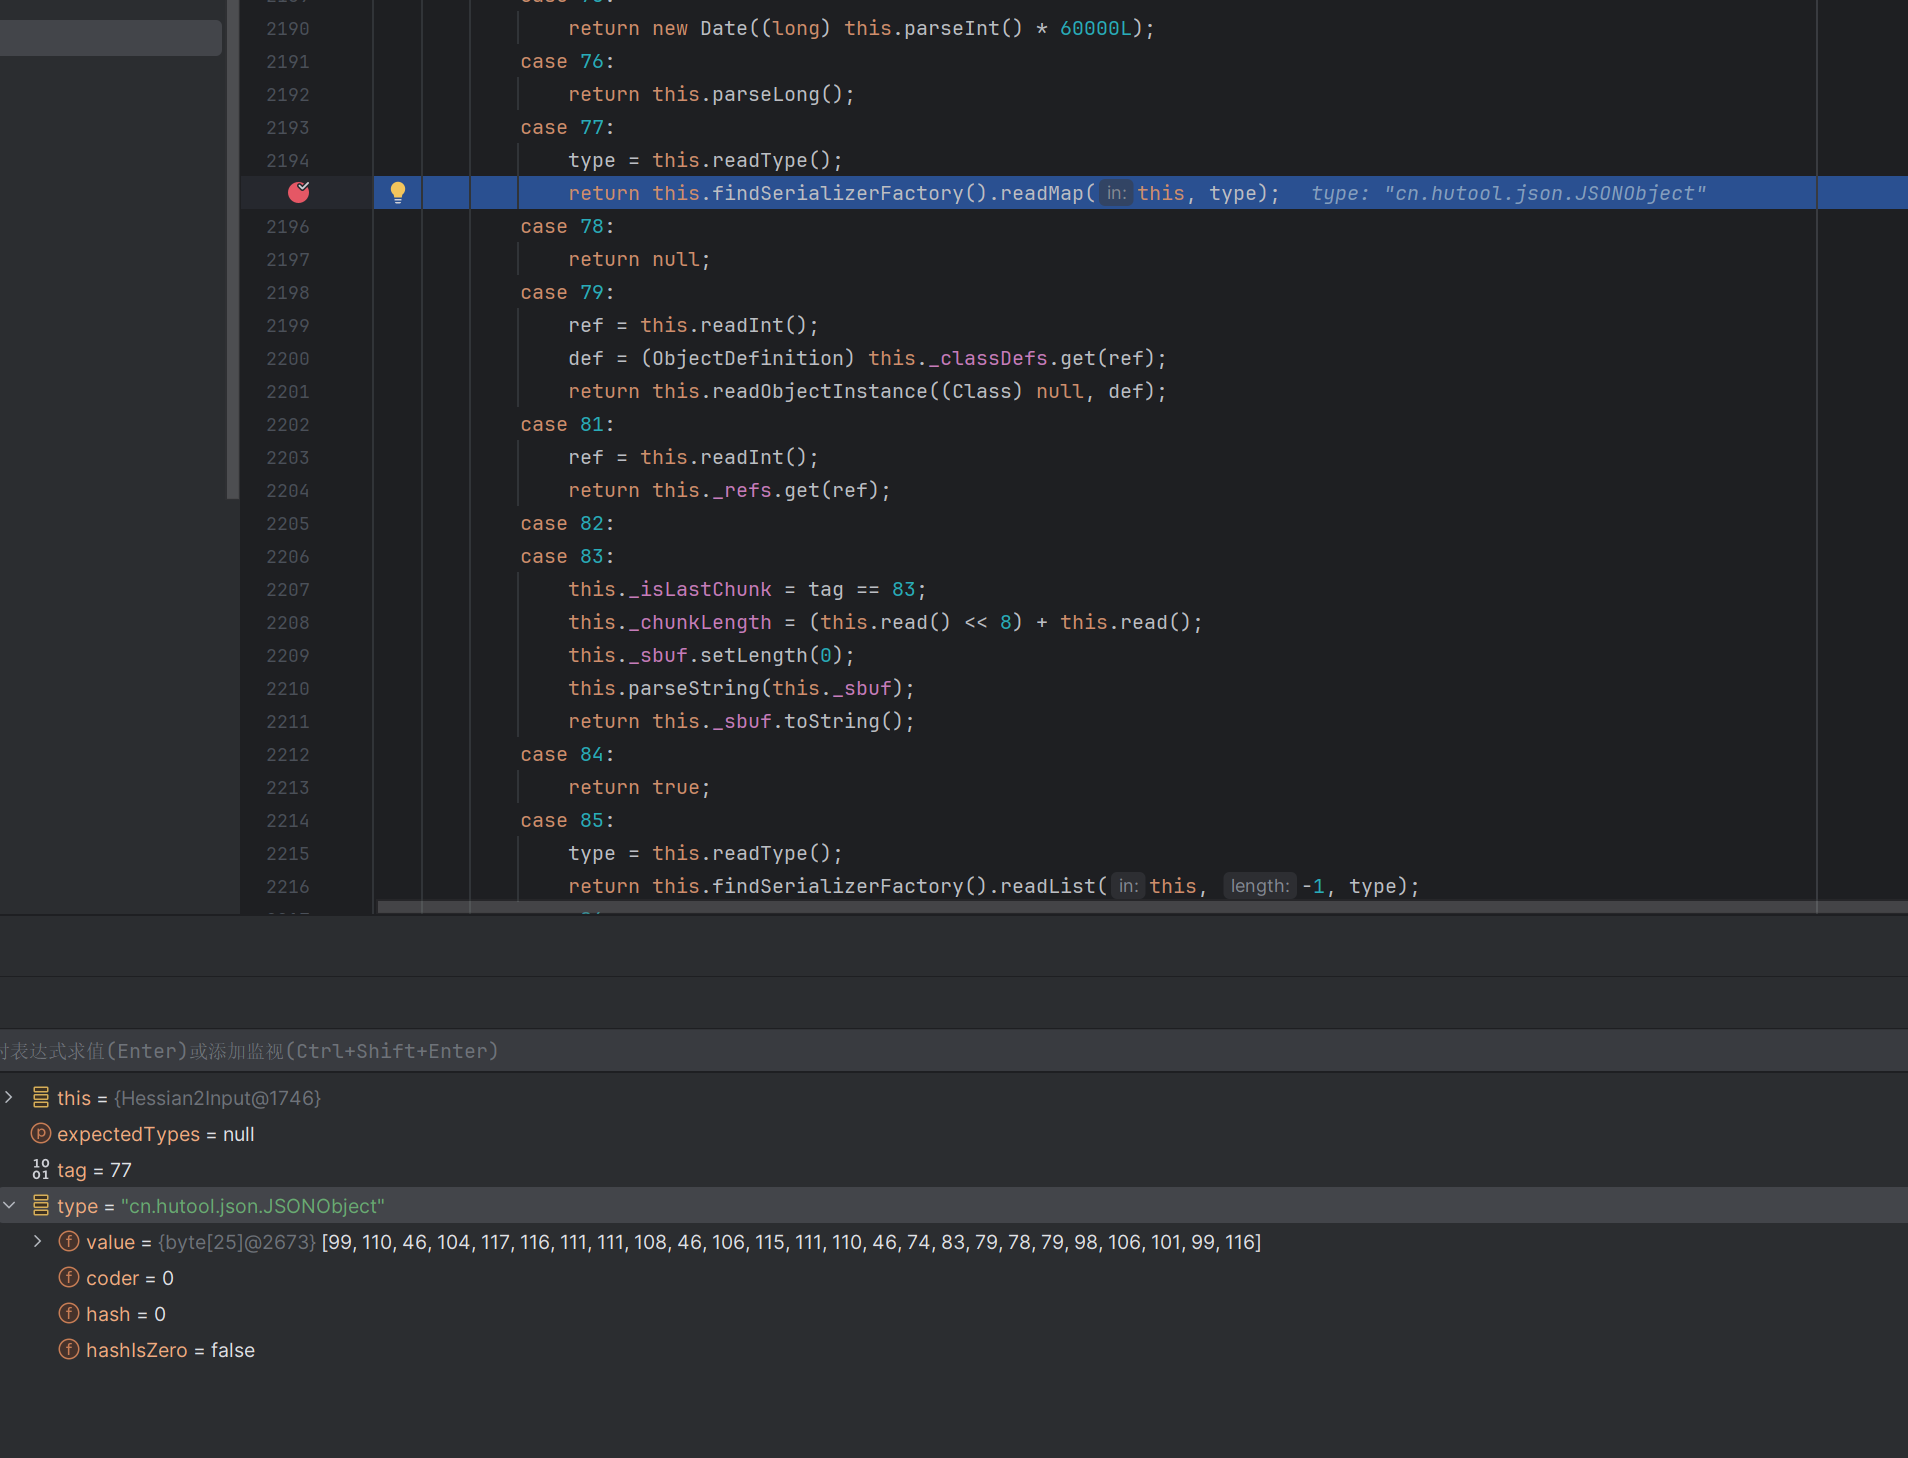 2190 return new Date((long) this.parseInt() * 60000L);
2191 case 76:
2192 return this.parseLong();
2193 case 77:
2194 type = this.readType();
return this.findSerializerFactory().readMap( in: this, type); type: "cn.hutool.json.JSONObject"
2196 case 78:
2197 return null;
2198 case 79:
2199 ref = this.readInt();
2200 def = (ObjectDefinition) this._classDefs.get(ref);
2201 return this.readObjectInstance((Class) null, def);
2202 case 81:
2203 ref = this.readInt();
2204 return this._refs.get(ref);
2205 case 82:
2206 case 83:
2207 this._isLastChunk = tag == 83;
2208 this._chunkLength = (this.read() << 8) + this.read();
2209 this._sbuf.setLength(0);
2210 this.parseString(this._sbuf);
2211 return this._sbuf.toString();
2212 case 84:
2213 return true;
2214 case 85:
2215 type = this.readType();
2216 return this.findSerializerFactory().readList( in: this, length: -1, type);
对表达式求值(Enter)或添加监视(Ctrl+Shift+Enter)
this = {Hessian2Input@1746}
p expectedTypes = null
10 01 tag = 77
type = "cn.hutool.json.JSONObject"
f value = {byte[25]@2673} [99, 110, 46, 104, 117, 116, 111, 111, 108, 46, 106, 115, 111, 110, 46, 74, 83, 79, 78, 79, 98, 106, 101, 99, 116]
f coder = 0
f hash = 0
f hashIsZero = false